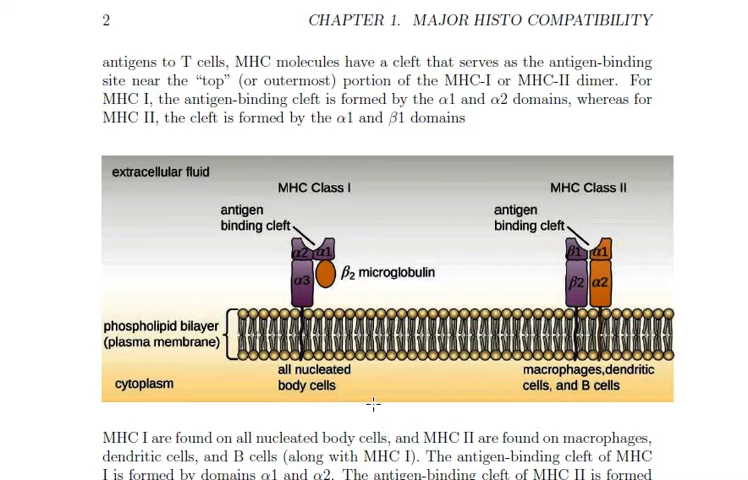 2 CHAPTER 1. MAJOR HISTO COMPATIBILITY
antigens to T cells, MHC molecules have a cleft that serves as the antigen-binding
site near the “top” (or outermost) portion of the MHC-I or MHC-II dimer. For
MHC I, the antigen-binding cleft is formed by the α1 and α2 domains, whereas for
MHC II, the cleft is formed by the α1 and β1 domains
extracellular fluid
MHC Class I
antigen
binding cleft
α2 α1
α3
β2 microglobulin
MHC Class II
antigen
binding cleft
β1 α1
β2 α2
phospholipid bilayer
(plasma membrane)
cytoplasm
all nucleated
body cells
macrophages,dendritic
cells, and B cells
MHC I are found on all nucleated body cells, and MHC II are found on macrophages,
dendritic cells, and B cells (along with MHC I). The antigen-binding cleft of MHC
I is formed by domains α1 and α2. The antigen-binding cleft of MHC II is formed